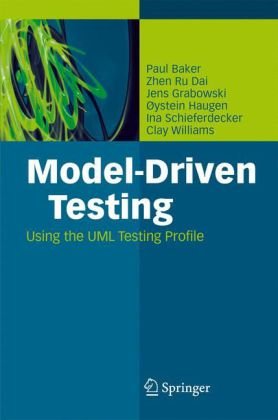 Paul Baker
Zhen Ru Dai
Jens Grabowski
Øystein Haugen
Ina Schieferdecker
Clay Williams
Model-Driven
Testing
Using the UML Testing Profile
Springer